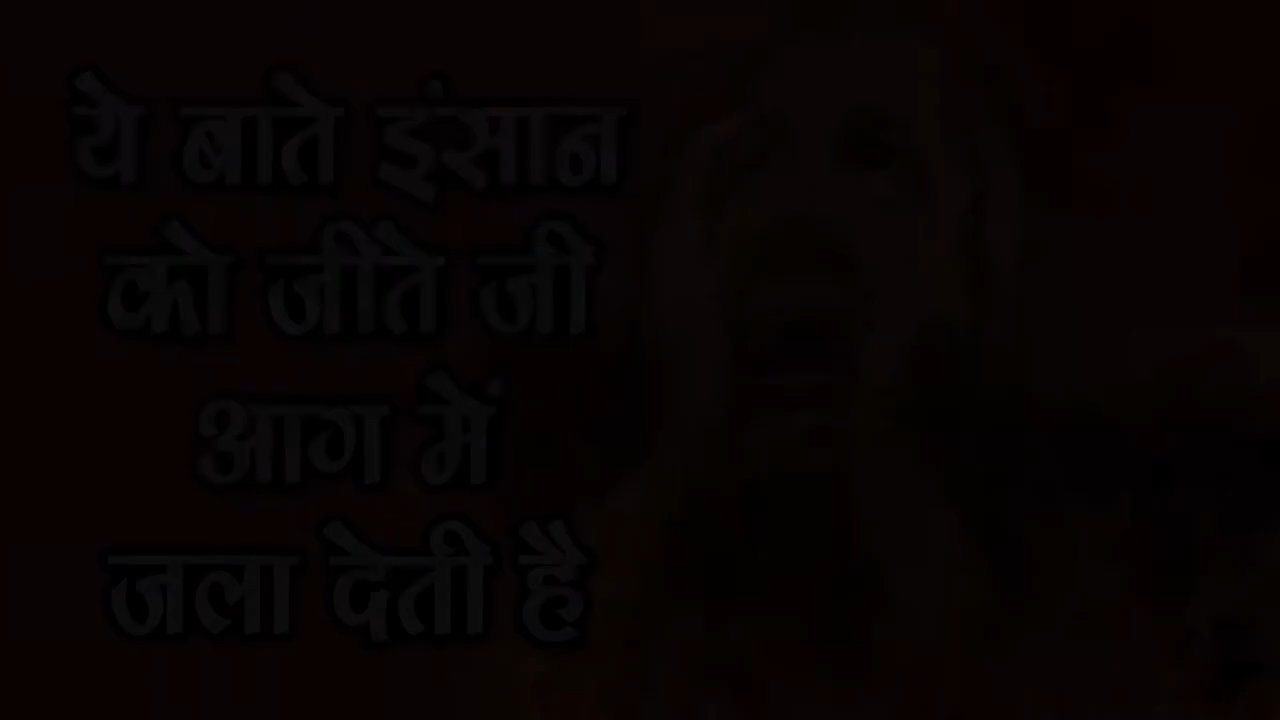 ये बाते इंसान
को जीते जी
आग में
जला देती है